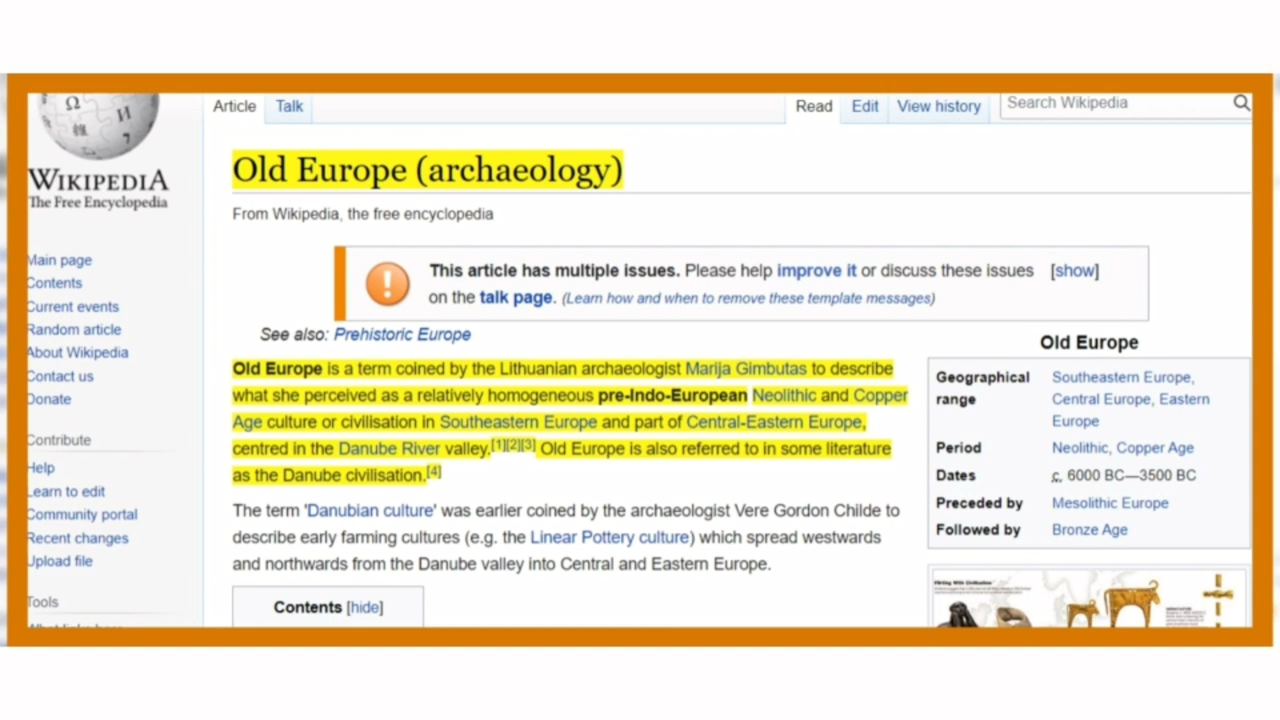 Article Talk Read Edit View history Search Wikipedia
WIKIPEDIA
The Free Encyclopedia
Main page
Contents
Current events
Random article
About Wikipedia
Contact us
Donate
Contribute
Help
Learn to edit
Community portal
Recent changes
Upload file
Tools
Old Europe (archaeology)
From Wikipedia, the free encyclopedia
This article has multiple issues. Please help improve it or discuss these issues [show]
on the talk page. (Learn how and when to remove these template messages)
See also: Prehistoric Europe
Old Europe is a term coined by the Lithuanian archaeologist Marija Gimbutas to describe
what she perceived as a relatively homogeneous pre-Indo-European Neolithic and Copper
Age culture or civilisation in Southeastern Europe and part of Central-Eastern Europe,
centred in the Danube River valley.[1][2][3] Old Europe is also referred to in some literature
as the Danube civilisation.[4]
The term 'Danubian culture' was earlier coined by the archaeologist Vere Gordon Childe to
describe early farming cultures (e.g. the Linear Pottery culture) which spread westwards
and northwards from the Danube valley into Central and Eastern Europe.
Contents [hide]
Old Europe
Geographical range Southeastern Europe,
Central Europe, Eastern
Europe
Period Neolithic, Copper Age
Dates c. 6000 BC—3500 BC
Preceded by Mesolithic Europe
Followed by Bronze Age